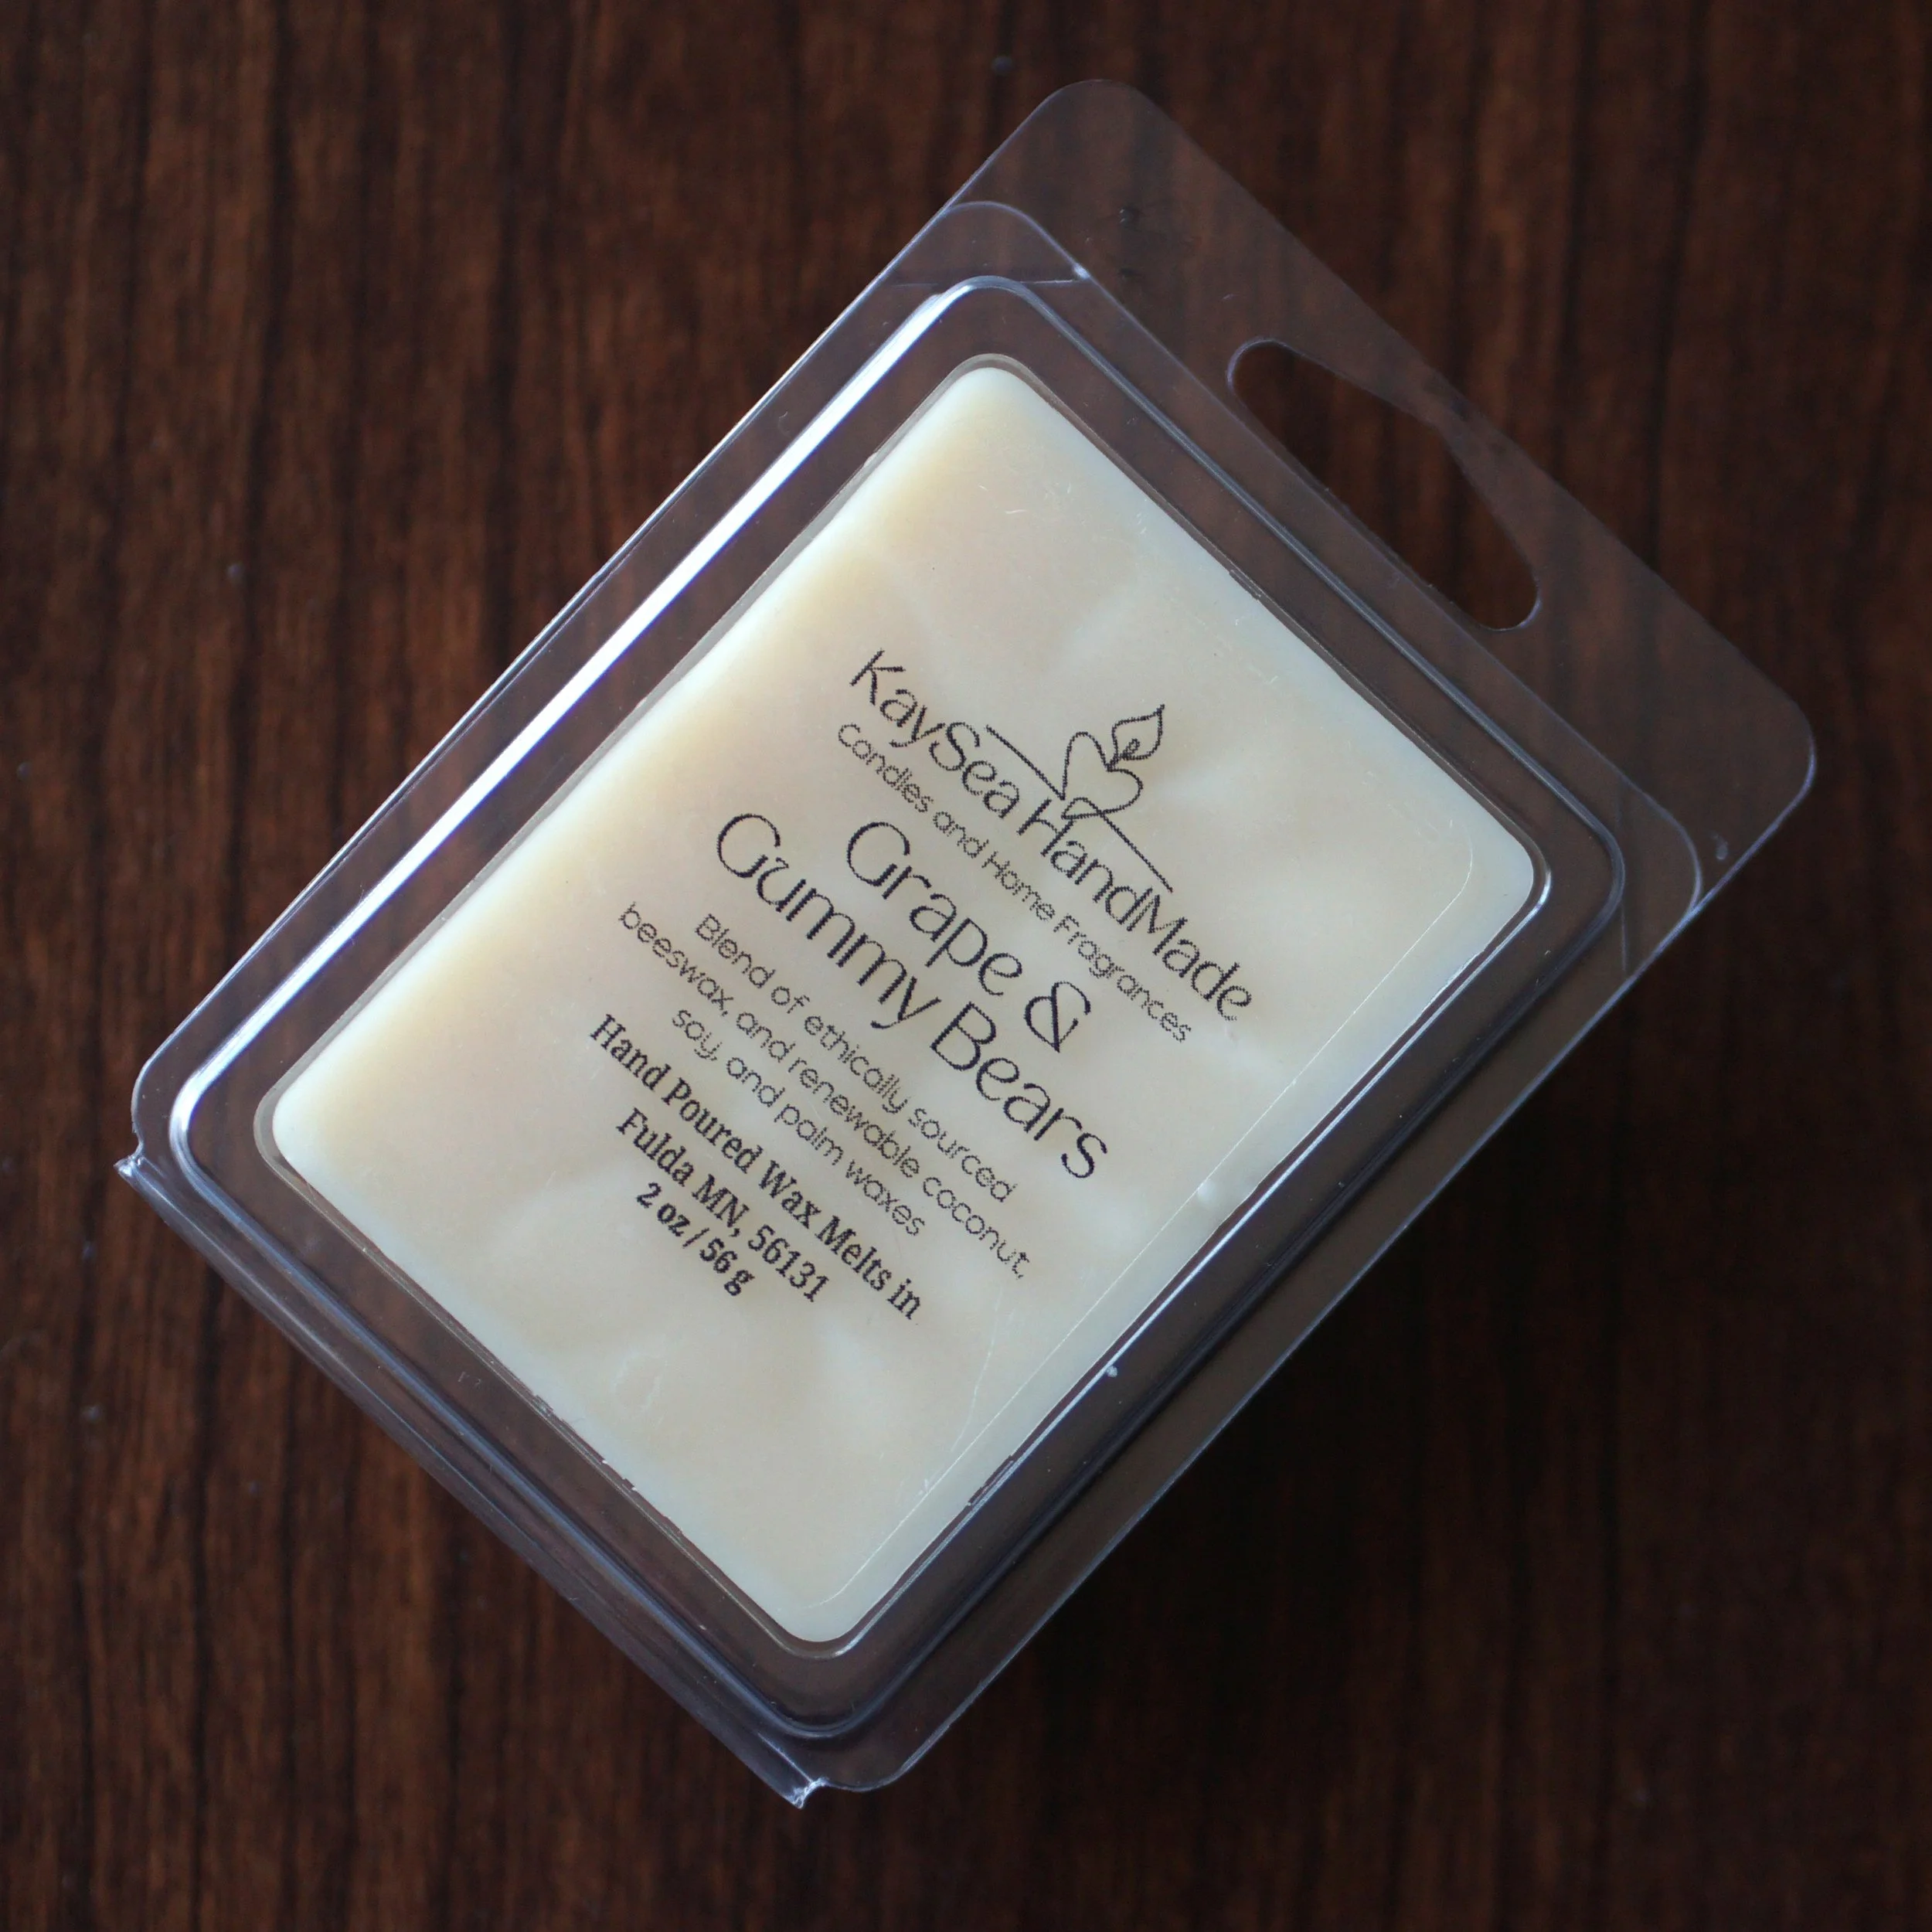 KaySea HandMade
Candles and Home Fragrances
Grape &
Gummy Bears
Blend of ethically sourced
beeswax, and renewable coconut,
soy, and palm waxes
Hand Poured Wax Melts in
Fulda MN, 56131
2 oz / 56 g